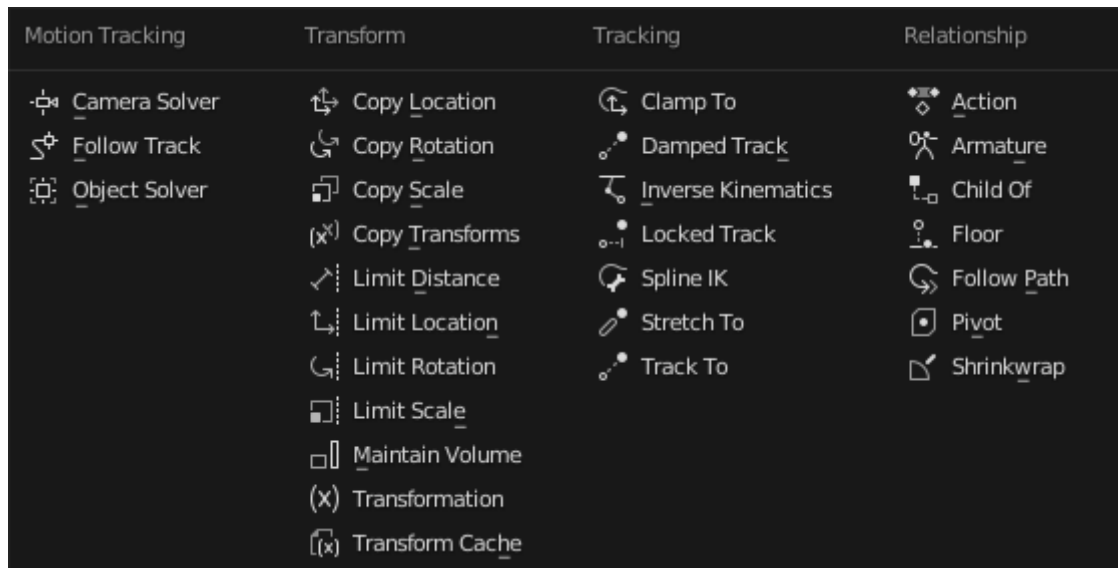 Motion Tracking
Camera Solver
Follow Track
Object Solver
Transform
Copy Location
Copy Rotation
Copy Scale
Copy Transforms
Limit Distance
Limit Location
Limit Rotation
Limit Scale
Maintain Volume
Transformation
Transform Cache
Tracking
Clamp To
Damped Track
Inverse Kinematics
Locked Track
Spline IK
Stretch To
Track To
Relationship
Action
Armature
Child Of
Floor
Follow Path
Pivot
Shrinkwrap